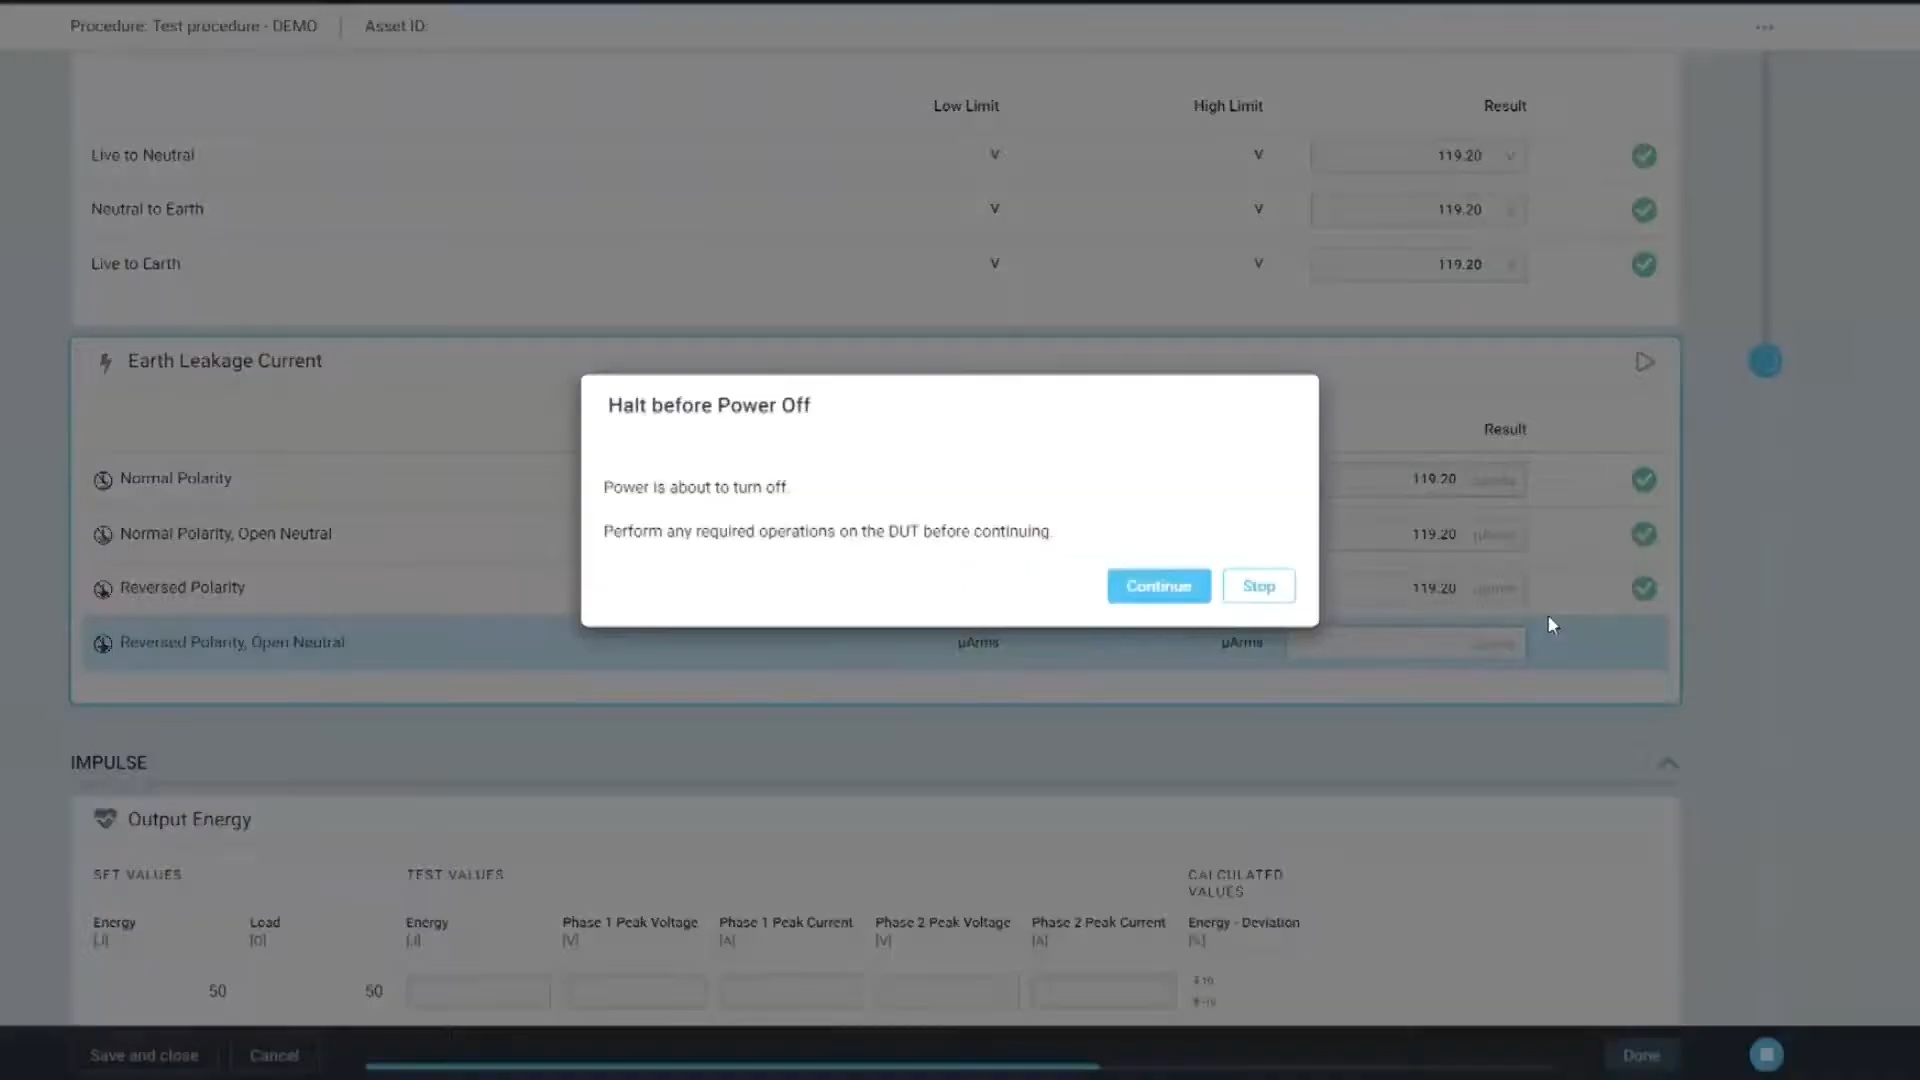 Procedure: Test procedure - DEMO | Asset ID:
Low Limit High Limit Result
Live to Neutral V V 119.20 V
Neutral to Earth V V 119.20
Live to Earth V V 119.20
Earth Leakage Current
Result
Normal Polarity 119.20
Normal Polarity, Open Neutral 119.20 µArms
Reversed Polarity 119.20
Reversed Polarity, Open Neutral µArms µArms
Halt before Power Off
Power is about to turn off.
Perform any required operations on the DUT before continuing.
Continue Stop
IMPULSE
Output Energy
SET VALUES TEST VALUES CALCULATED
VALUES
Energy Load Energy Phase 1 Peak Voltage Phase 1 Peak Current Phase 2 Peak Voltage Phase 2 Peak Current Energy - Deviation
[J] [J] [V] [A] [V] [A] [%]
50 50
Save and close Cancel Done